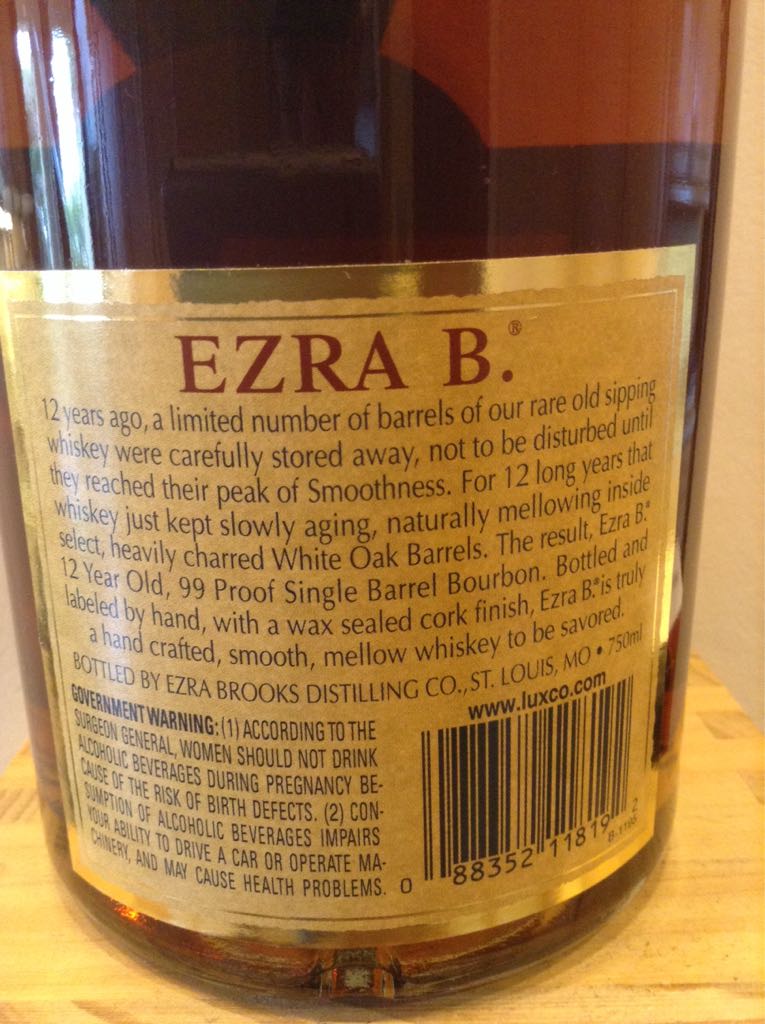 EZRA B.®
12 years ago, a limited number of barrels of our rare old sipping
whiskey were carefully stored away, not to be disturbed until
they reached their peak of Smoothness. For 12 long years that
whiskey just kept slowly aging, naturally mellowing inside
select, heavily charred White Oak Barrels. The result, Ezra B.®
12 Year Old, 99 Proof Single Barrel Bourbon. Bottled and
labeled by hand, with a wax sealed cork finish, Ezra B.® is truly
a hand crafted, smooth, mellow whiskey to be savored.
BOTTLED BY EZRA BROOKS DISTILLING CO., ST. LOUIS, MO • 750ml
GOVERNMENT WARNING: (1) ACCORDING TO THE
SURGEON GENERAL, WOMEN SHOULD NOT DRINK
ALCOHOLIC BEVERAGES DURING PREGNANCY BE-
CAUSE OF THE RISK OF BIRTH DEFECTS. (2) CON-
SUMPTION OF ALCOHOLIC BEVERAGES IMPAIRS
YOUR ABILITY TO DRIVE A CAR OR OPERATE MA-
CHINERY, AND MAY CAUSE HEALTH PROBLEMS.
www.luxco.com
0 88352 11819 2